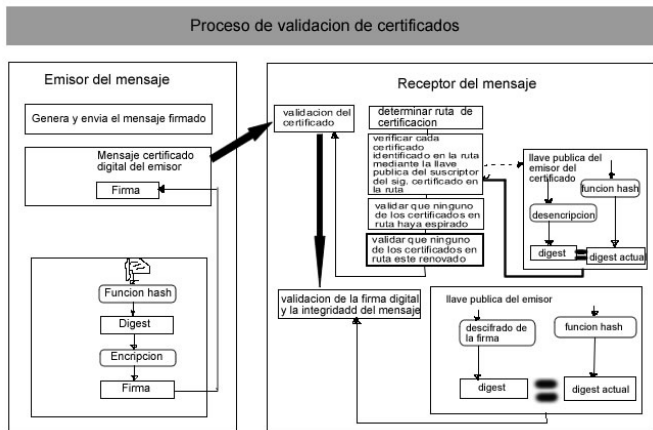 Proceso de validacion de certificados
Emisor del mensaje
Genera y envia el mensaje firmado
Mensaje certificado
digital del emisor
Firma
Funcion hash
Digest
Encripcion
Firma
Receptor del mensaje
validacion del
certificado
determinar ruta de
certificacion
verificar cada
certificado
identificado en la ruta
mediante la llave
publica del suscriptor
del sig. certificado en
la ruta
validar que ninguno
de los certificados en
ruta haya espirado
validar que ninguno
de los certificados en
ruta este renovado
llave publica del
emisor del
certificado
funcion hash
desencripcion
digest
digest actual
validacion de la firma digital
y la integridadd del mensaje
llave publica del emisor
descifrado de
la firma
funcion hash
digest
digest actual